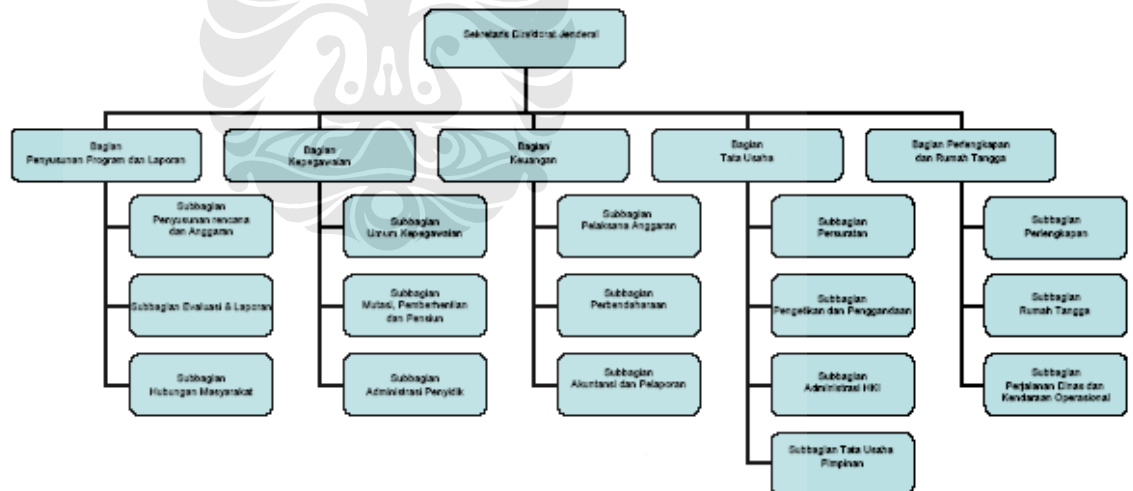 Sekretaris Direktorat Jenderal
Bagian
Penyusunan Program dan Laporan
Bagian
Kepegawaian
Bagian
Keuangan
Bagian
Tata Usaha
Bagian Perlengkapan
dan Rumah Tangga
Subbagian
Penyusunan rencana
dan Anggaran
Subbagian Evaluasi & Laporan
Subbagian
Hubungan Masyarakat
Subbagian
Umum Kepegawaian
Subbagian
Mutasi, Pemberhentian
dan Pensiun
Subbagian
Administrasi Penyidik
Subbagian
Pelaksana Anggaran
Subbagian
Perbendaharaan
Subbagian
Akuntansi dan Pelaporan
Subbagian
Persuratan
Subbagian
Pengetikan dan Penggandaan
Subbagian
Administrasi HKI
Subbagian Tata Usaha
Pimpinan
Subbagian
Perlengkapan
Subbagian
Rumah Tangga
Subbagian
Perjalanan Dinas dan
Kendaraan Operasional